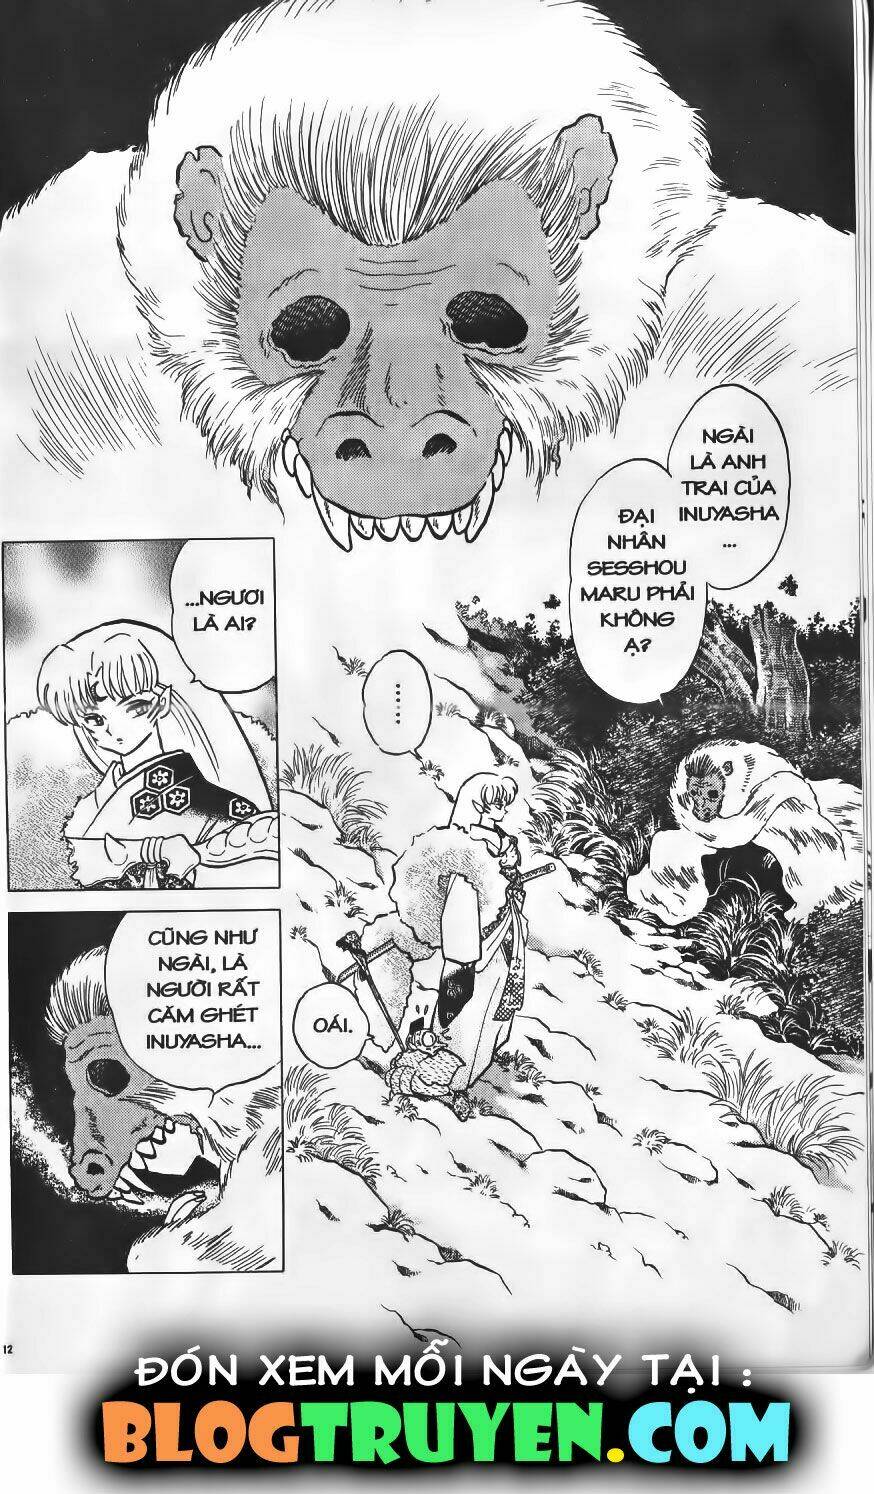 NGÀI
LÀ ANH
TRAI CỦA
INUYASHA
...
ĐẠI
NHÂN
SESSHOU
MARU PHẢI
KHÔNG
Ạ?
......
OÁI.
...NGƯƠI
LÀ AI?
CŨNG NHƯ
NGÀI, LÀ
NGƯỜI RẤT
CĂM GHÉT
INUYASHA...
12
ĐÓN XEM MỖI NGÀY TẠI :
BLOGTRUYEN.COM